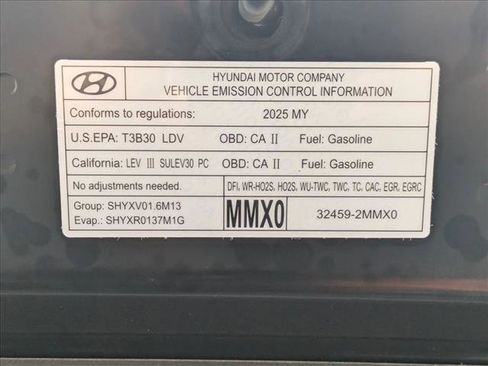 HYUNDAI MOTOR COMPANY
VEHICLE EMISSION CONTROL INFORMATION
Conforms to regulations: 2025 MY
U.S.EPA: T3B30 LDV OBD: CA II Fuel: Gasoline
California: LEV III SULEV30 PC OBD: CA II Fuel: Gasoline
No adjustments needed. DFI, WR-HO2S, HO2S, WU-TWC, TWC, TC, CAC, EGR, EGRC
Group: SHYXV01.6M13
Evap.: SHYXR0137M1G
MMX0 32459-2MMX0